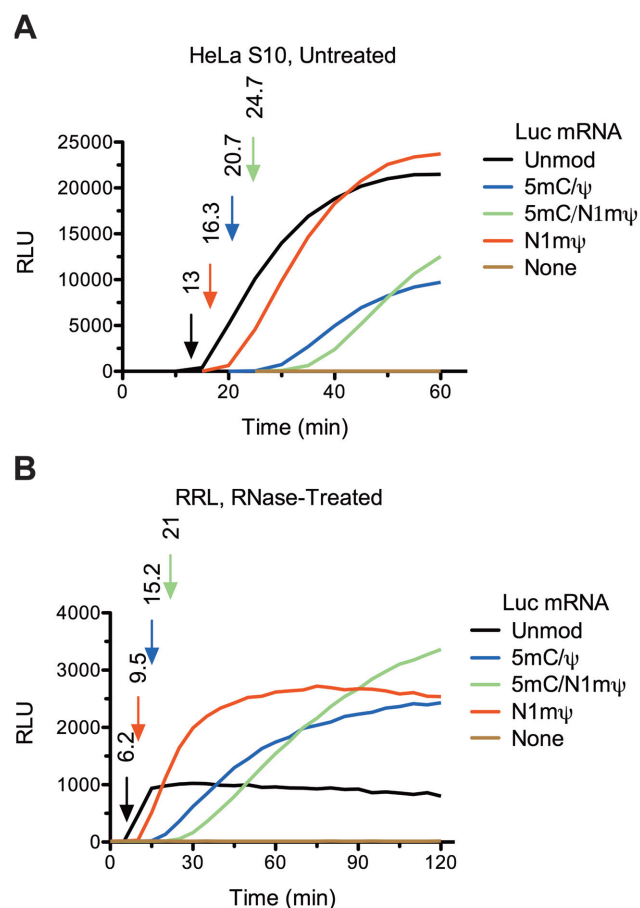 A
HeLa S10, Untreated
24.7
20.7
16.3
13
25000
20000
15000
10000
5000
0
RLU
0 20 40 60
Time (min)
Luc mRNA
Unmod
5mC/ψ
5mC/N1mψ
N1mψ
None
B
RRL, RNase-Treated
21
15.2
9.5
6.2
4000
3000
2000
1000
0
RLU
0 30 60 90 120
Time (min)
Luc mRNA
Unmod
5mC/ψ
5mC/N1mψ
N1mψ
None